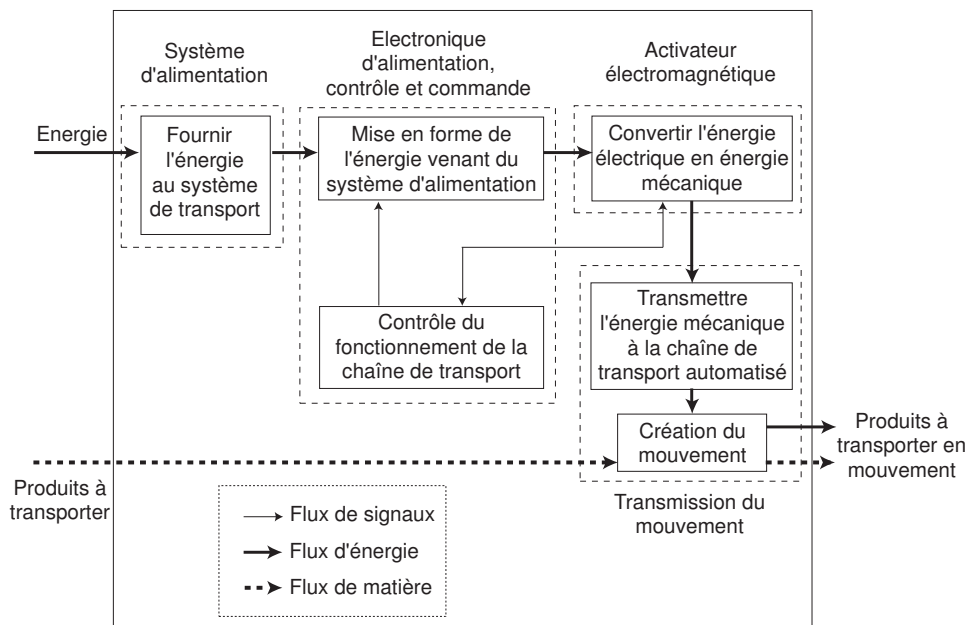 Système
d'alimentation
Electronique
d'alimentation,
contrôle et commande
Activateur
électromagnétique
Energie
Fournir
l'énergie
au système
de transport
Mise en forme de
l'énergie venant du
système d'alimentation
Convertir l'énergie
électrique en énergie
mécanique
Contrôle du
fonctionnement de la
chaîne de transport
Transmettre
l'énergie mécanique
à la chaîne de
transport automatisé
Création du
mouvement
Produits à
transporter en
mouvement
Produits à
transporter
Transmission du
mouvement
Flux de signaux
Flux d'énergie
Flux de matière